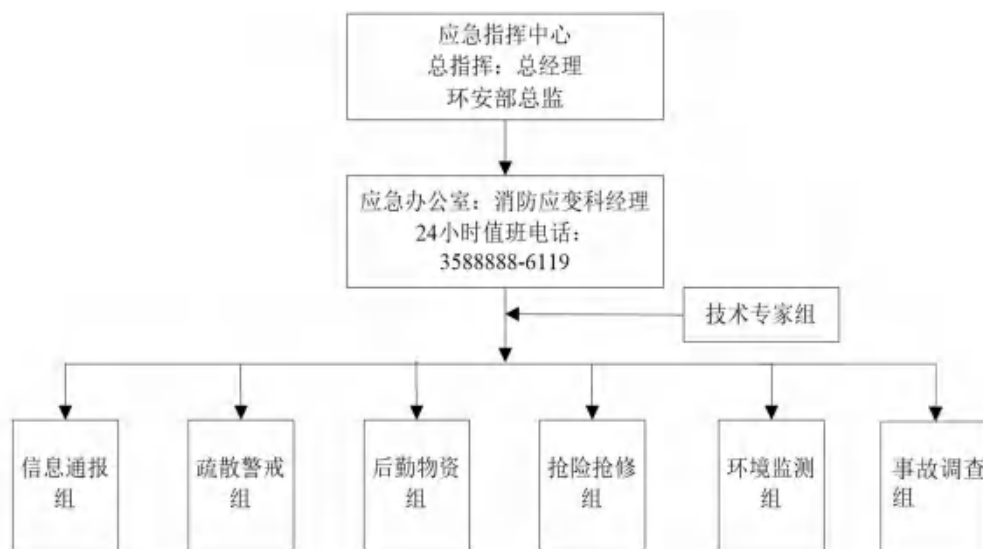 应急指挥中心
总指挥：总经理
环安部总监
应急办公室：消防应变科经理
24小时值班电话：
3588888-6119
技术专家组
信息通报
组
疏散警戒
组
后勤物资
组
抢险抢修
组
环境监测
组
事故调查
组